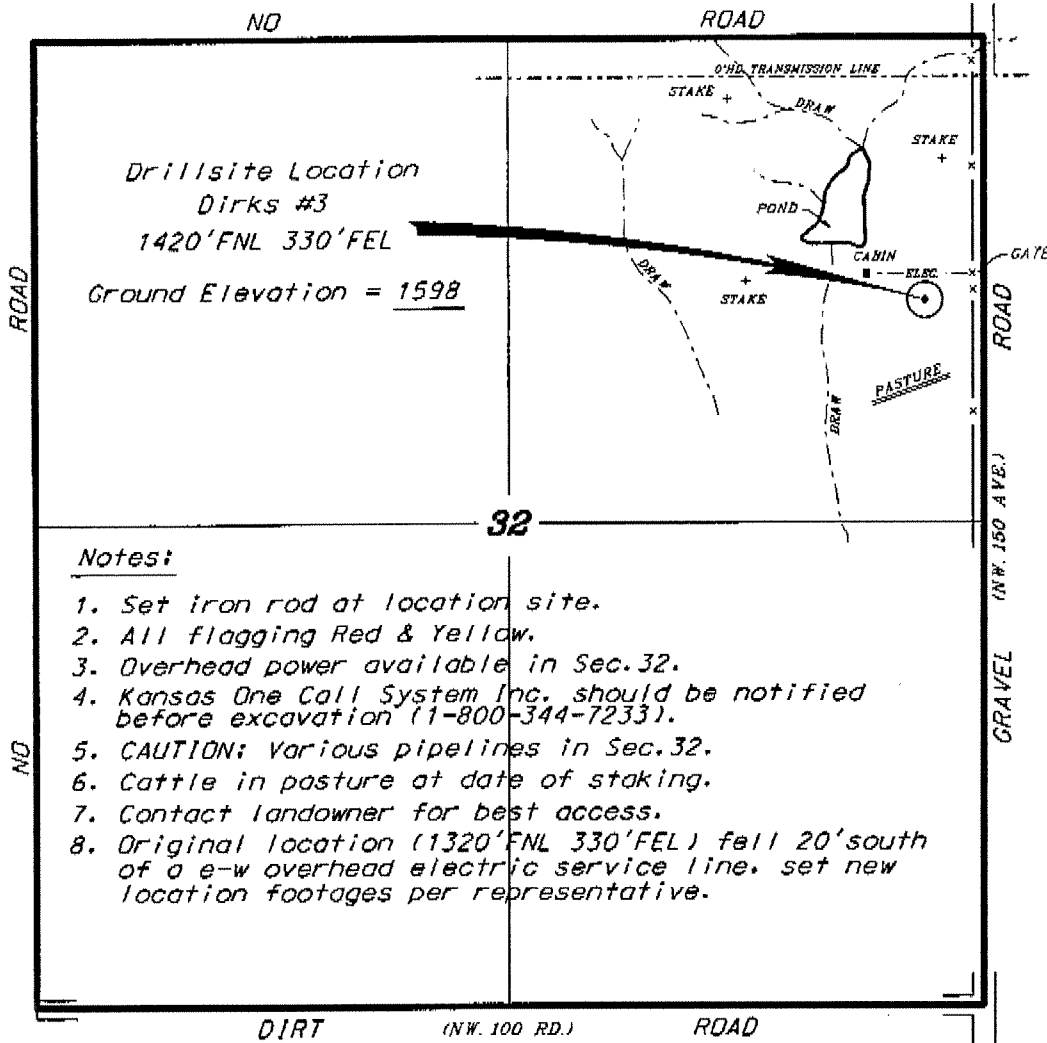 NO ROAD
O'HD. TRANSMISSION LINE
STAKE
DRAW
STAKE
Drillsite Location
Dirks #3
1420'FNL 330'FEL
Ground Elevation = 1598
POND
CABIN
ELEC.
GATE
DRAW
STAKE
PASTURE
DRAW
NO ROAD
GRAVEL (NW. 150 AVE.) ROAD
32
Notes:
1. Set iron rod at location site.
2. All flagging Red & Yellow.
3. Overhead power available in Sec.32.
4. Kansas One Call System Inc. should be notified
before excavation (1-800-344-7233).
5. CAUTION: Various pipelines in Sec.32.
6. Cattle in pasture at date of staking.
7. Contact landowner for best access.
8. Original location (1320'FNL 330'FEL) fell 20'south
of a e-w overhead electric service line. set new
location footages per representative.
DIRT (NW. 100 RD.) ROAD